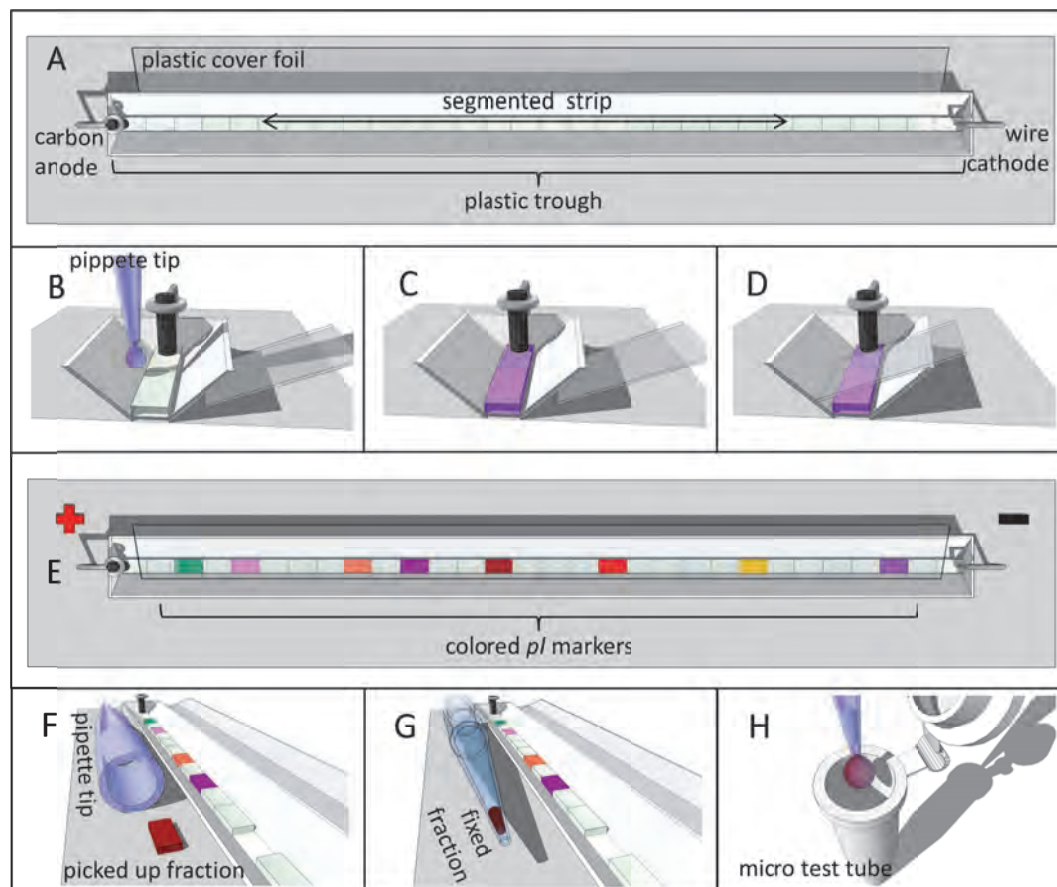 A
plastic cover foil
segmented strip
carbon
anode
wire
cathode
plastic trough
pippete tip
B
C
D
E
colored pI markers
F
pipette tip
picked up fraction
G
fixed
fraction
H
micro test tube